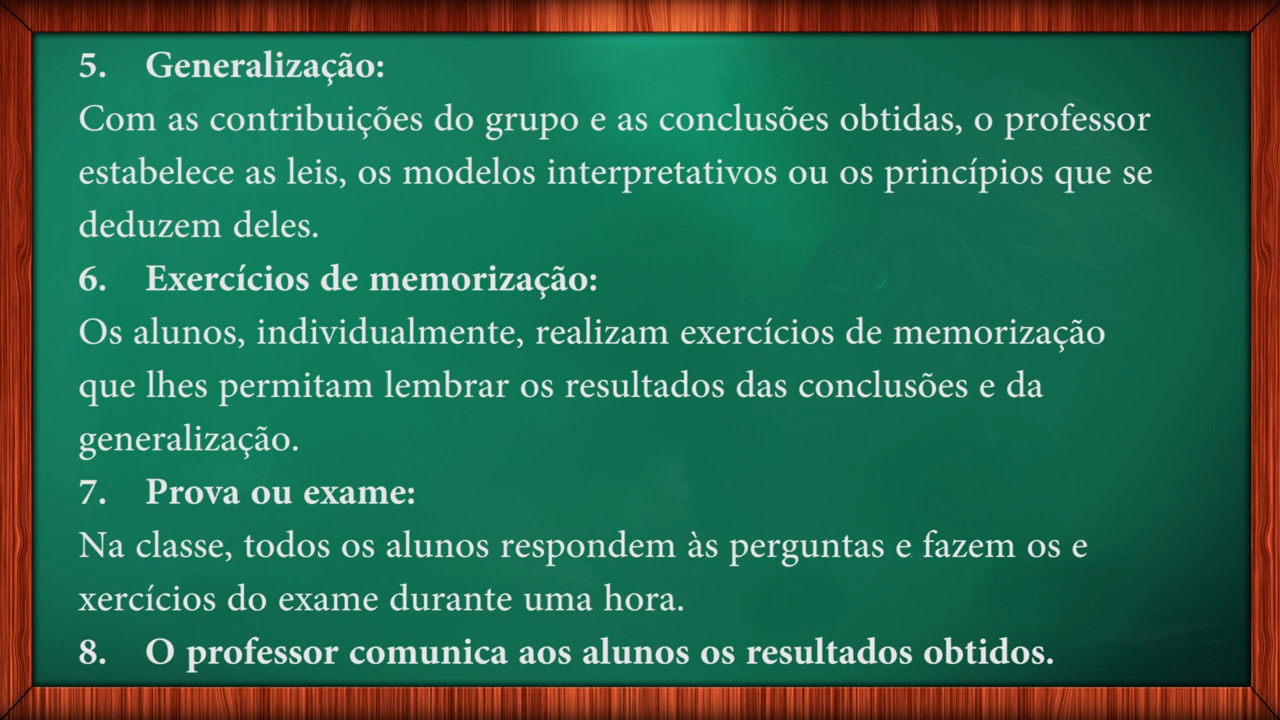 5. Generalização:
Com as contribuições do grupo e as conclusões obtidas, o professor
estabelece as leis, os modelos interpretativos ou os princípios que se
deduzem deles.
6. Exercícios de memorização:
Os alunos, individualmente, realizam exercícios de memorização
que lhes permitam lembrar os resultados das conclusões e da
generalização.
7. Prova ou exame:
Na classe, todos os alunos respondem às perguntas e fazem os e
xercícios do exame durante uma hora.
8. O professor comunica aos alunos os resultados obtidos.